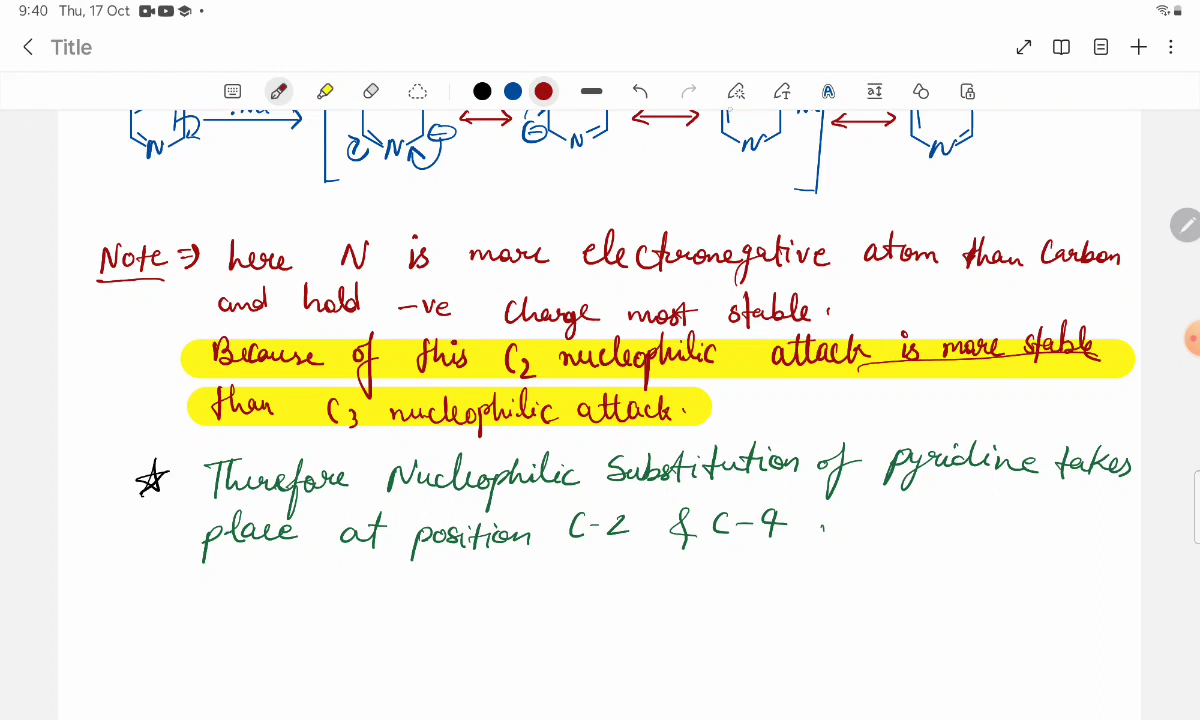 9:40 Thu, 17 Oct
Title
N
N
N
N
N
Note ⇒ here N is more electronegative atom than Carbon
and hold -ve charge most stable.
Because of this C2 nucleophilic attack is more stable
than C3 nucleophilic attack.
☆ Therefore Nucleophilic Substitution of pyridine takes
place at position C-2 & C-4 .